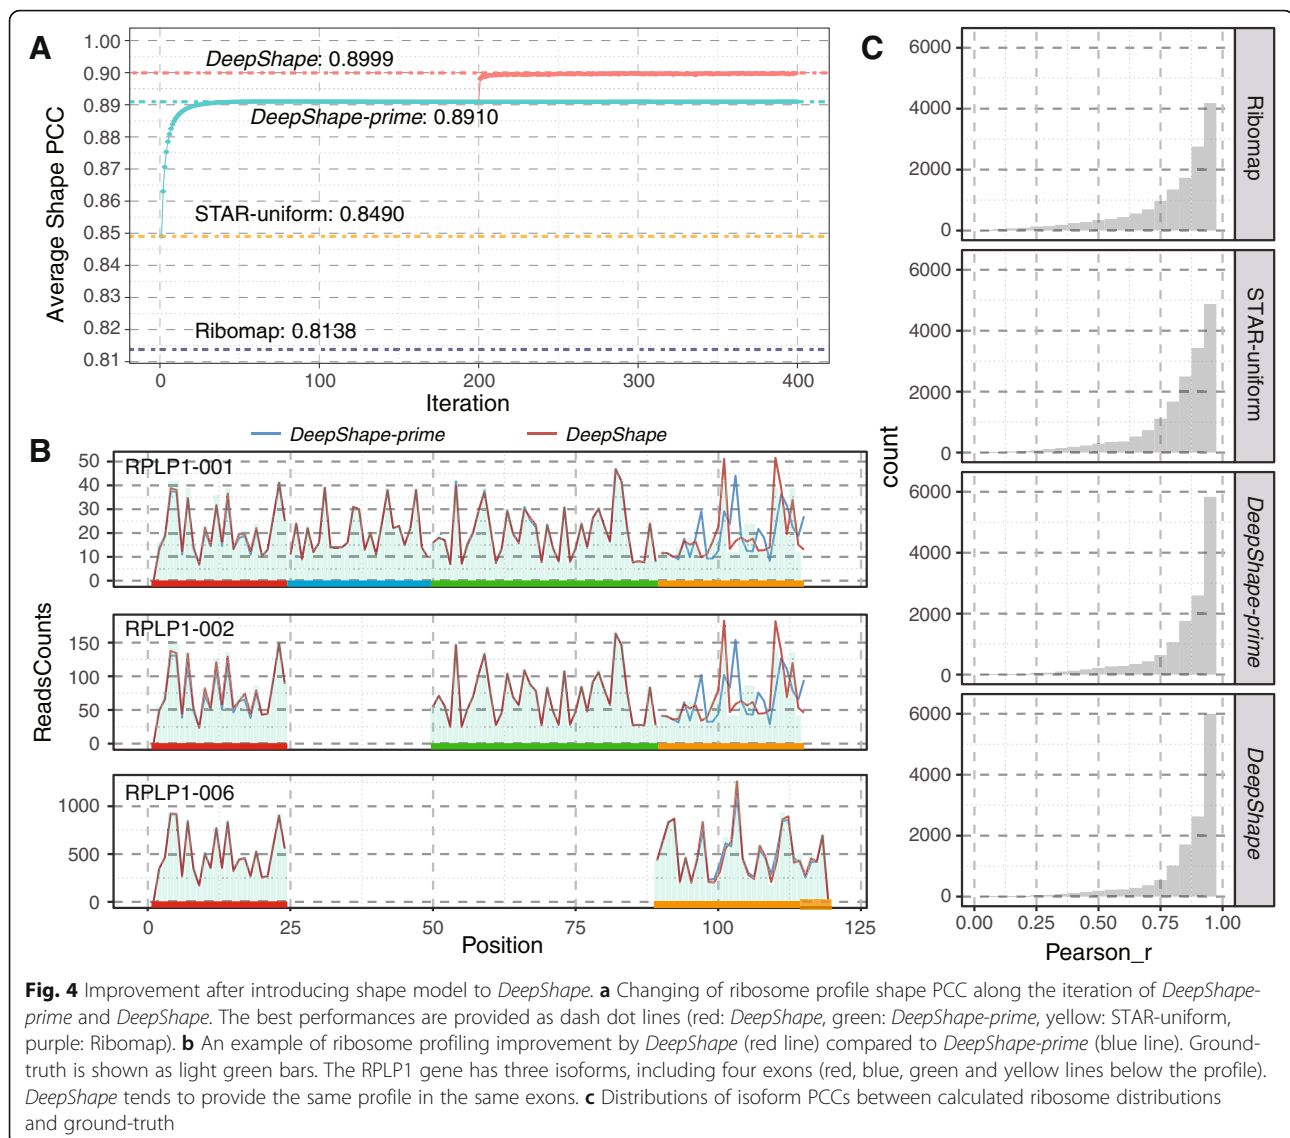 A
1.00
0.90
0.89
0.88
0.87
0.86
0.85
0.84
0.83
0.82
0.81
Average Shape PCC
DeepShape: 0.8999
DeepShape-prime: 0.8910
STAR-uniform: 0.8490
Ribomap: 0.8138
0 100 200 300 400
Iteration
B
DeepShape-prime DeepShape
ReadsCounts
RPLP1-001
50
40
30
20
10
0
RPLP1-002
150
100
50
0
RPLP1-006
1000
500
0
0 25 50 75 100 125
Position
C
count
6000
4000
2000
0
Ribomap
6000
4000
2000
0
STAR-uniform
6000
4000
2000
0
DeepShape-prime
6000
4000
2000
0
DeepShape
0.00 0.25 0.50 0.75 1.00
Pearson_r
Fig. 4 Improvement after introducing shape model to DeepShape. a Changing of ribosome profile shape PCC along the iteration of DeepShape-
prime and DeepShape. The best performances are provided as dash dot lines (red: DeepShape, green: DeepShape-prime, yellow: STAR-uniform,
purple: Ribomap). b An example of ribosome profiling improvement by DeepShape (red line) compared to DeepShape-prime (blue line). Ground-
truth is shown as light green bars. The RPLP1 gene has three isoforms, including four exons (red, blue, green and yellow lines below the profile).
DeepShape tends to provide the same profile in the same exons. c Distributions of isoform PCCs between calculated ribosome distributions
and ground-truth